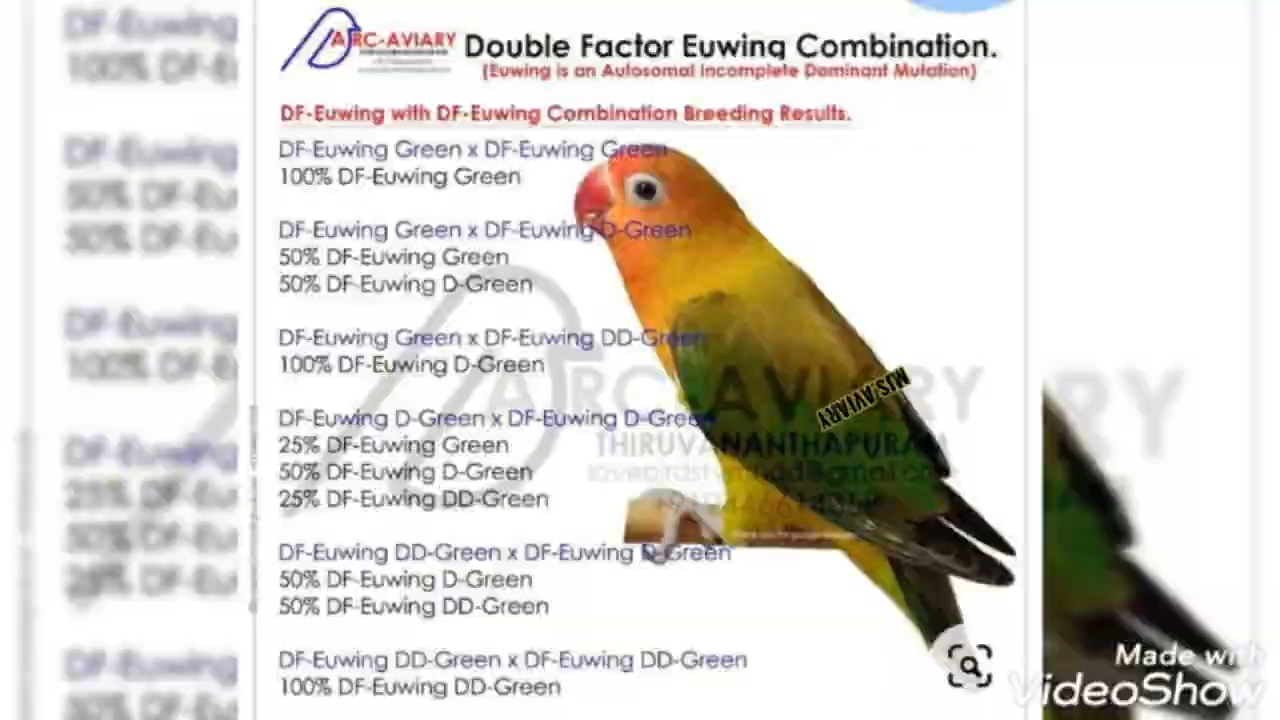 ARC-AVIARY
Double Factor Euwing Combination.
(Euwing is an Autosomal Incomplete Dominant Mutation)
DF-Euwing with DF-Euwing Combination Breeding Results.
DF-Euwing Green x DF-Euwing Green
100% DF-Euwing Green
DF-Euwing Green x DF-Euwing D-Green
50% DF-Euwing Green
50% DF-Euwing D-Green
DF-Euwing Green x DF-Euwing DD-Green
100% DF-Euwing D-Green
DF-Euwing D-Green x DF-Euwing D-Green
25% DF-Euwing Green
50% DF-Euwing D-Green
25% DF-Euwing DD-Green
DF-Euwing DD-Green x DF-Euwing D-Green
50% DF-Euwing D-Green
50% DF-Euwing DD-Green
DF-Euwing DD-Green x DF-Euwing DD-Green
100% DF-Euwing DD-Green
ARC-AVIARY
THIRUVANANTHAPURAM
MJS.AVIARY
Made with
VideoShow